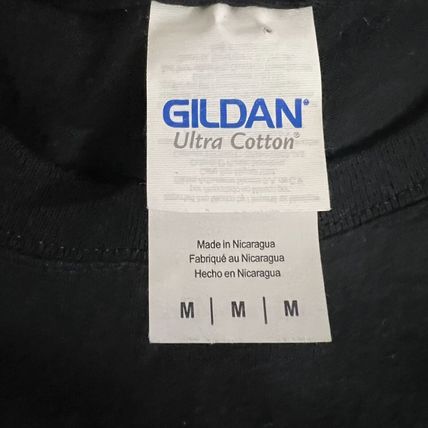 GILDAN®
Ultra Cotton®
Made in Nicaragua
Fabriqué au Nicaragua
Hecho en Nicaragua
M | M | M